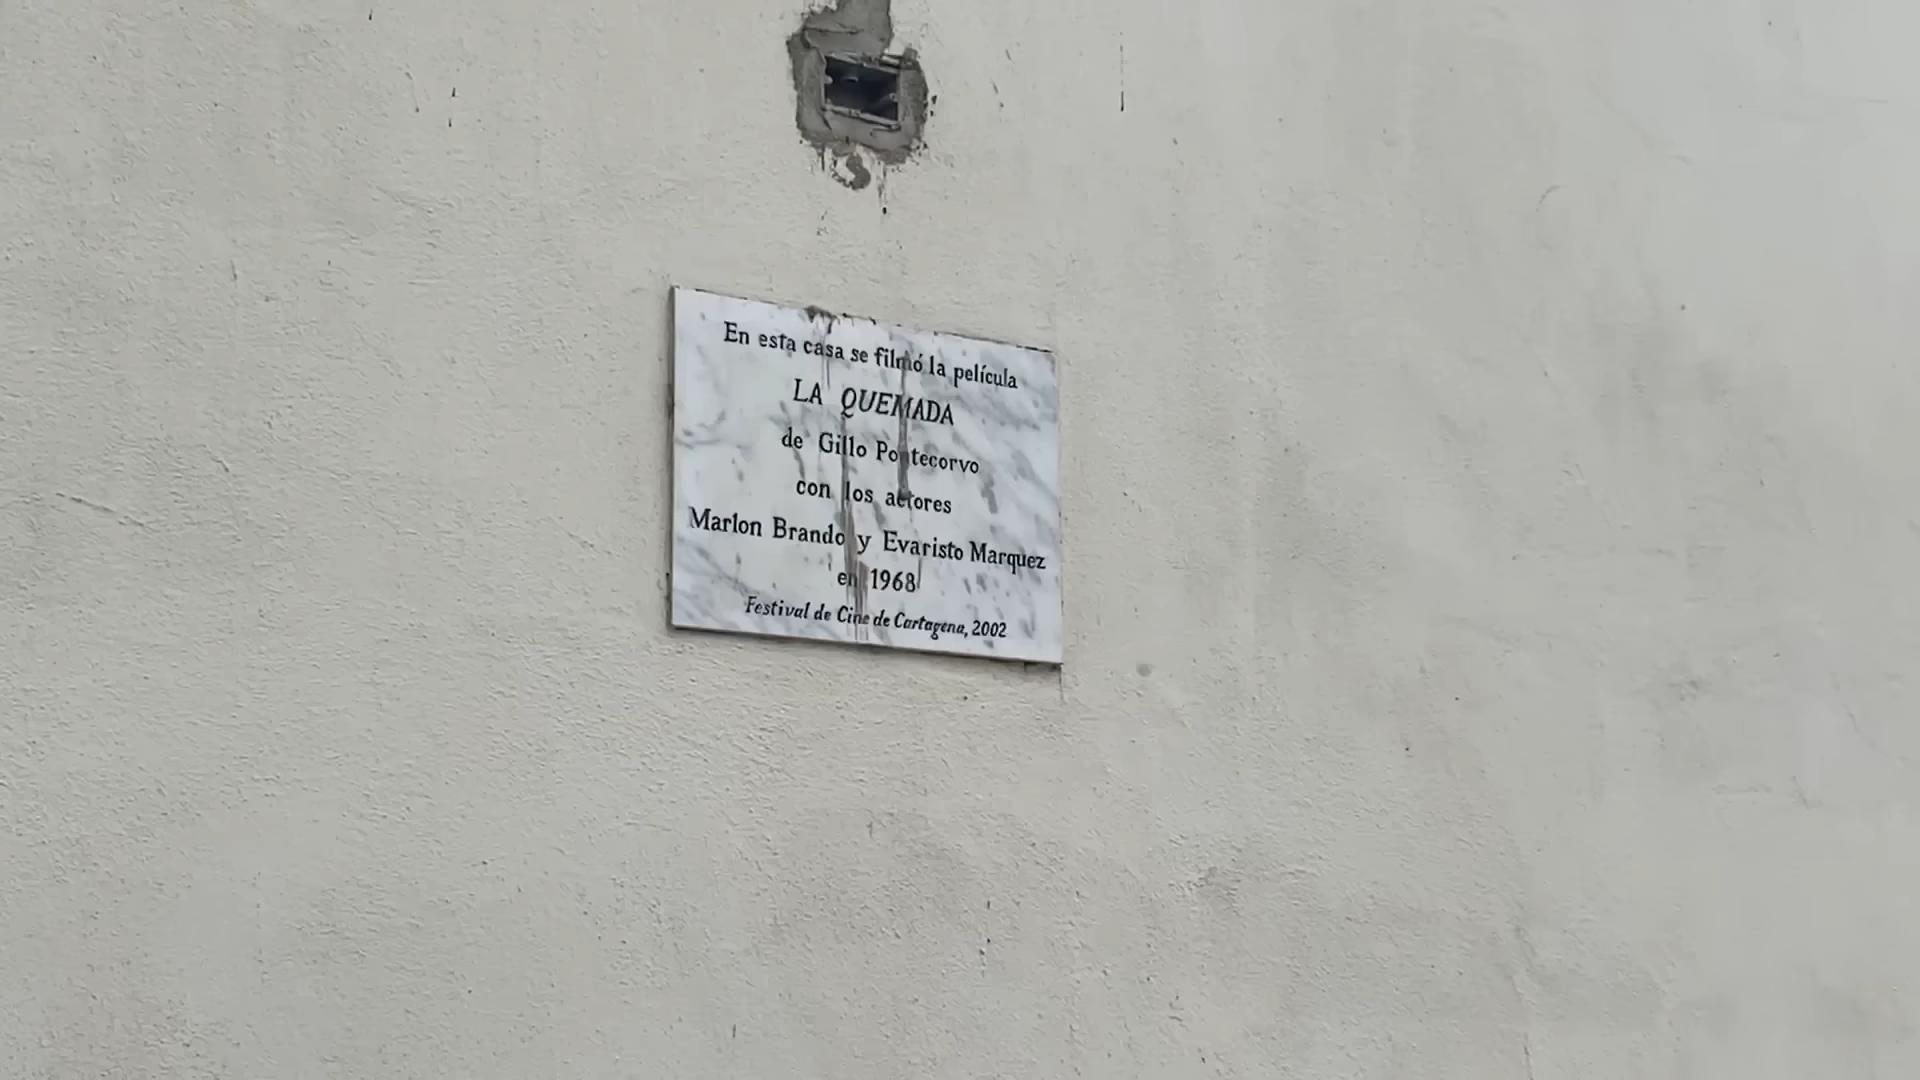 En esta casa se filmó la película
LA QUEMADA
de Gillo Pontecorvo
con los actores
Marlon Brando y Evaristo Marquez
en 1968
Festival de Cine de Cartagena, 2002